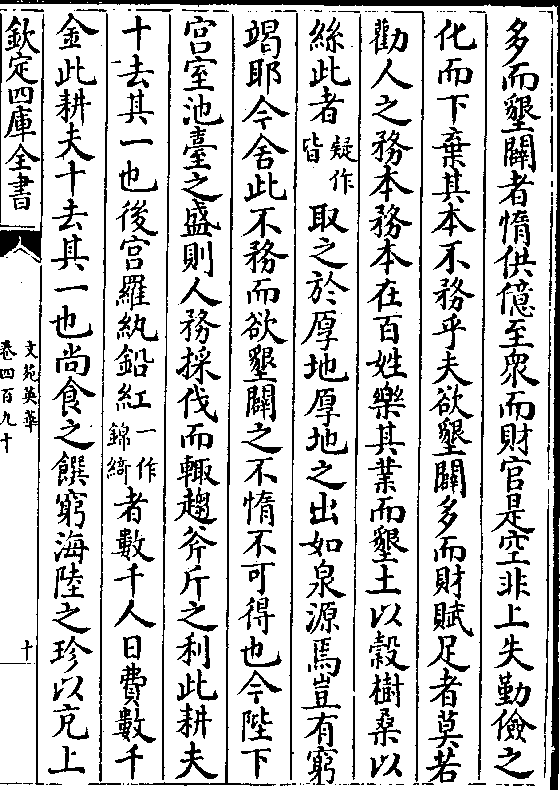 多而墾闢者惰供億至衆而財官是空非上失勤儉之
化而下棄其本不務乎夫欲墾闢多而財賦足者莫若
勸人之務本務本在百姓樂其業而墾土以穀樹桑以
絲此者疑作皆取之於厚地厚地之出如泉源焉豈有窮
竭耶今舍此不務而欲墾闢之不惰不可得也今陛下
宫室池臺之盛則人務採伐而輙趨斧斤之利此耕夫
十去其一也後宫羅紈鉛紅一作錦綺者數千人日費數千
金此耕夫十去其一也尚食之饌窮海陸之珍以充上
欽定四庫全書
文苑英華
卷四百九十
十